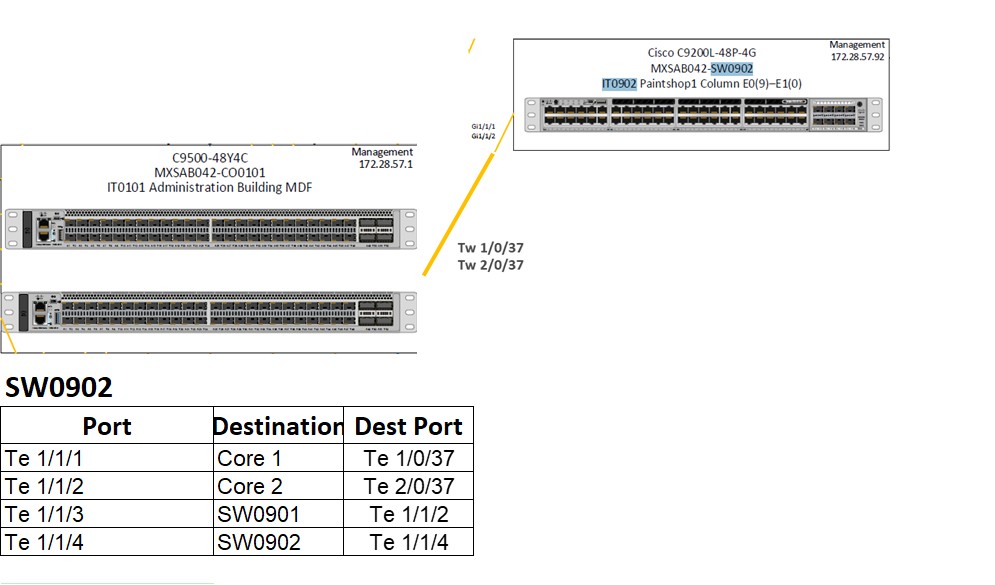 Cisco C9200L-48P-4G
MXSAB042-SW0902
IT0902 Paintshop1 Column E0(9)–E1(0)
Management
172.28.57.92
Gi1/1/1
Gi1/1/2
C9500-48Y4C
MXSAB042-CO0101
IT0101 Administration Building MDF
Management
172.28.57.1
Tw 1/0/37
Tw 2/0/37
SW0902
Port Destination Dest Port
Te 1/1/1 Core 1 Te 1/0/37
Te 1/1/2 Core 2 Te 2/0/37
Te 1/1/3 SW0901 Te 1/1/2
Te 1/1/4 SW0902 Te 1/1/4